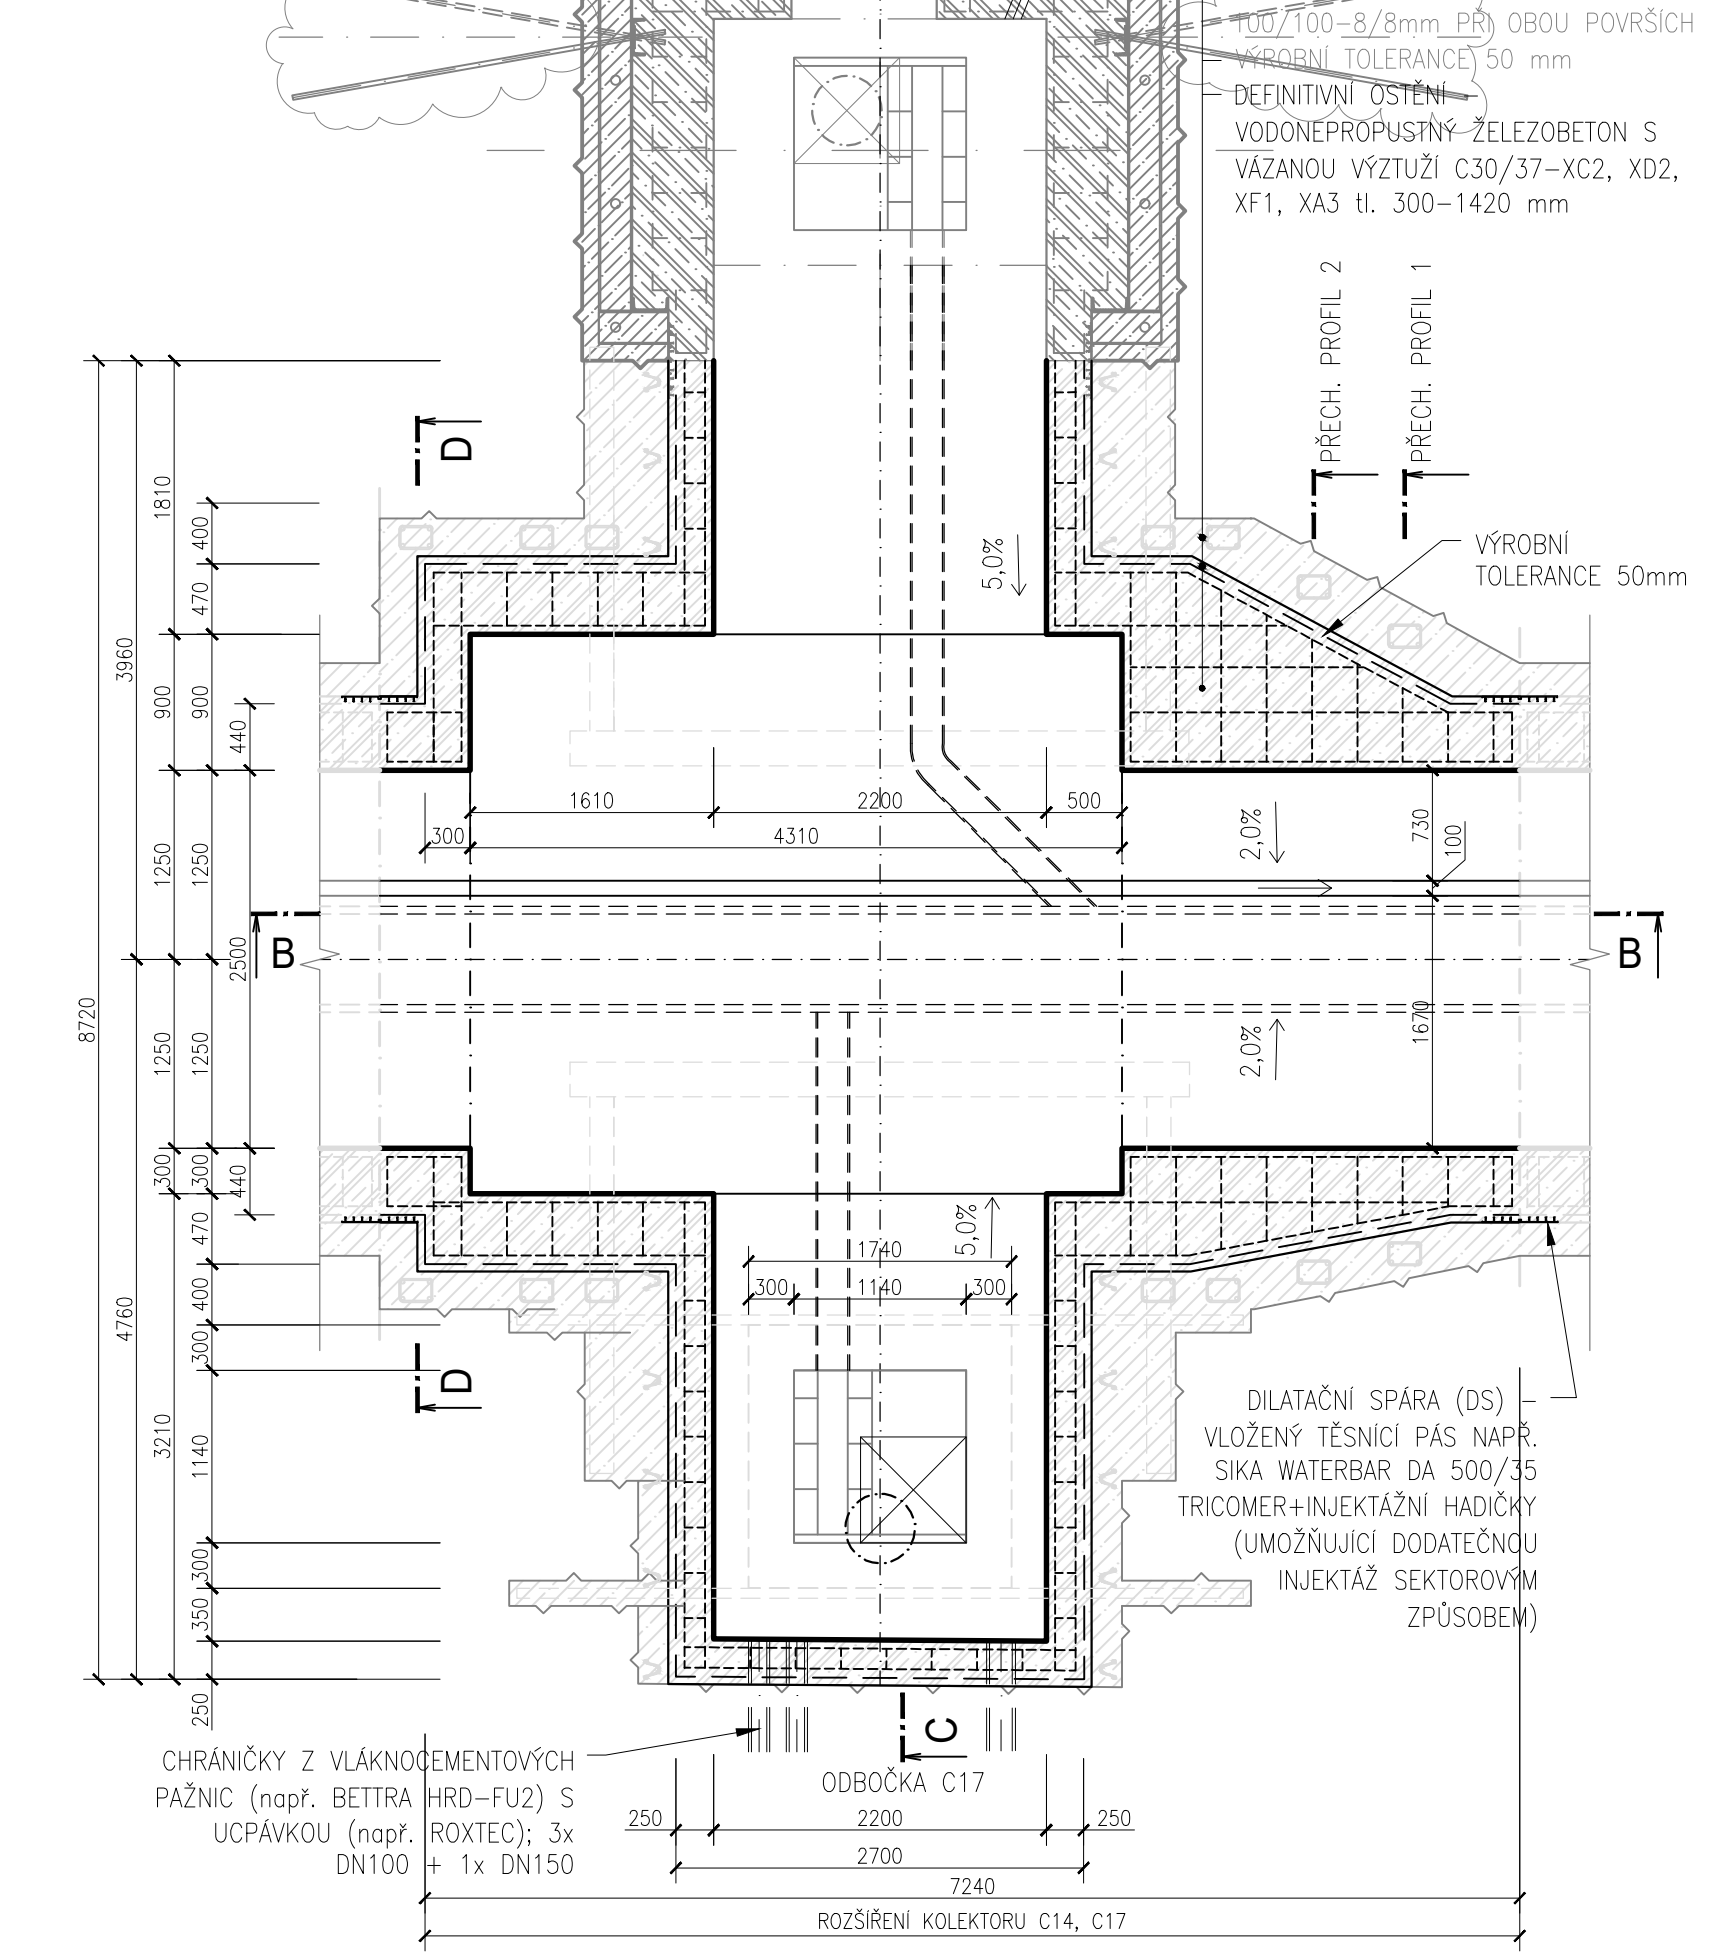 100/100-8/8mm PŘI OBOU POVRŠÍCH
VÝROBNÍ TOLERANCE 50 mm
DEFINITIVNÍ OSTĚNÍ
VODONEPROPUSTNÝ ŽELEZOBETON S
VÁZANOU VÝZTUŽÍ C30/37-XC2, XD2,
XF1, XA3 tl. 300-1420 mm
PŘECH. PROFIL 2
PŘECH. PROFIL 1
D
VÝROBNÍ
TOLERANCE 50mm
5,0%
1810
400
470
3960
900
900
440
1610
2200
500
300
4310
2,0%
730
100
1250
1250
2500
B
B
8720
1250
1250
2,0%
1670
300
300
440
470
5,0%
1740
300
1140
300
4760
400
300
D
3210
1140
300
350
250
DILATAČNÍ SPÁRA (DS) –
VLOŽENÝ TĚSNÍCÍ PÁS NAPŘ.
SIKA WATERBAR DA 500/35
TRICOMER+INJEKTÁŽNÍ HADIČKY
(UMOŽŇUJÍCÍ DODATEČNOU
INJEKTÁŽ SEKTOROVÝM
ZPŮSOBEM)
C
CHRÁNIČKY Z VLÁKNOCEMENTOVÝCH
PAŽNIC (např. BETTRA HRD-FU2) S
UCPÁVKOU (např. ROXTEC); 3x
DN100 + 1x DN150
ODBOČKA C17
250
2200
250
2700
7240
ROZŠÍŘENÍ KOLEKTORU C14, C17